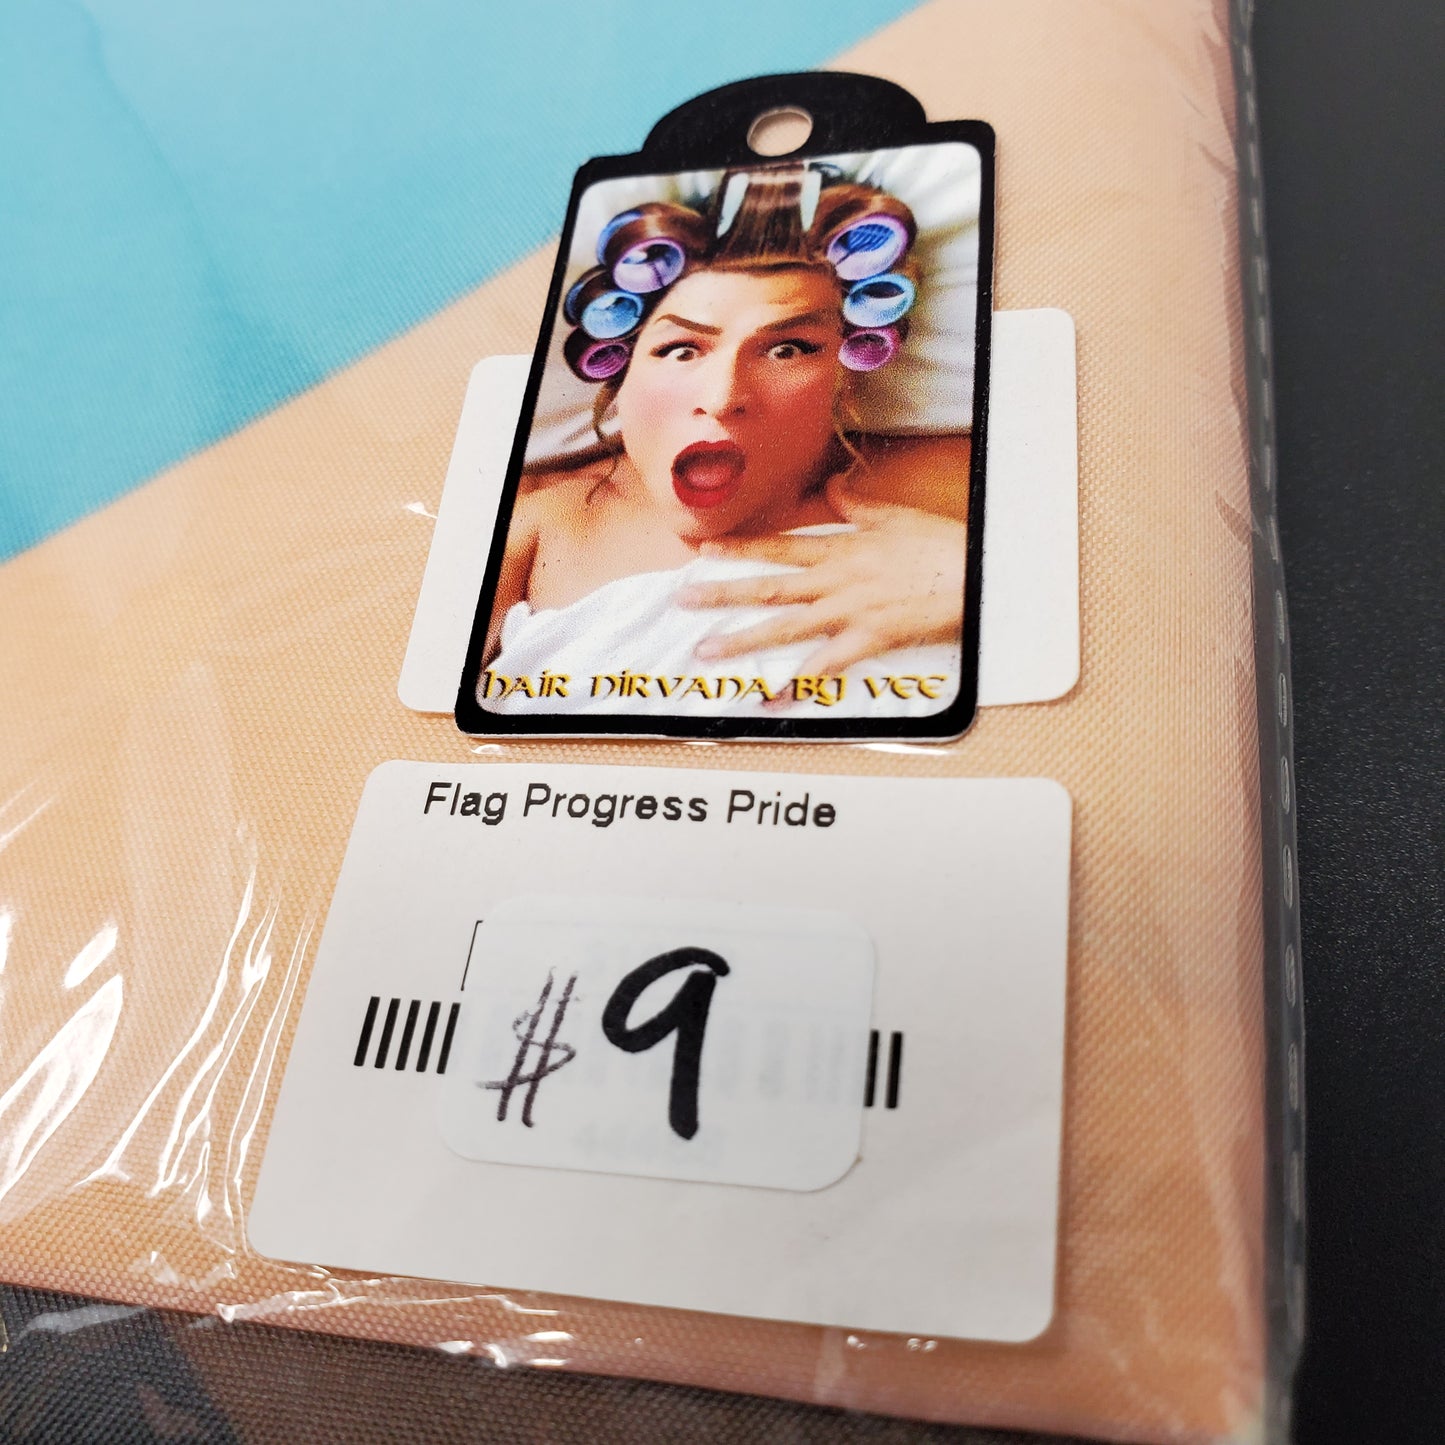 HAIR NIRVANA BY VEE
Flag Progress Pride
$9